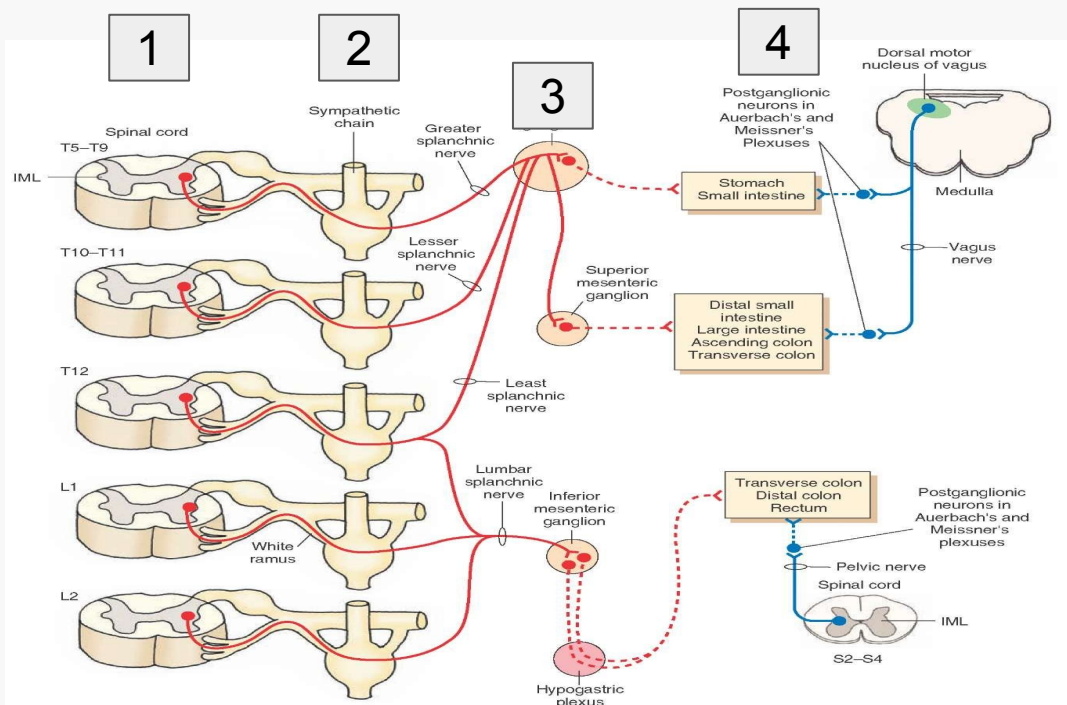 1
2
3
4
Dorsal motor
nucleus of vagus
Postganglionic
neurons in
Auerbach's and
Meissner's
Plexuses
Sympathetic
chain
Greater
splanchnic
nerve
Spinal cord
T5–T9
IML
Stomach
Small intestine
Medulla
Lesser
splanchnic
nerve
T10–T11
Vagus
nerve
Superior
mesenteric
ganglion
Distal small
intestine
Large intestine
Ascending colon
Transverse colon
T12
Least
splanchnic
nerve
Lumbar
splanchnic
nerve
L1
Inferior
mesenteric
ganglion
Transverse colon
Distal colon
Rectum
Postganglionic
neurons in
Auerbach's and
Meissner's
plexuses
White
ramus
Pelvic nerve
Spinal cord
L2
IML
S2–S4
Hypogastric
plexus